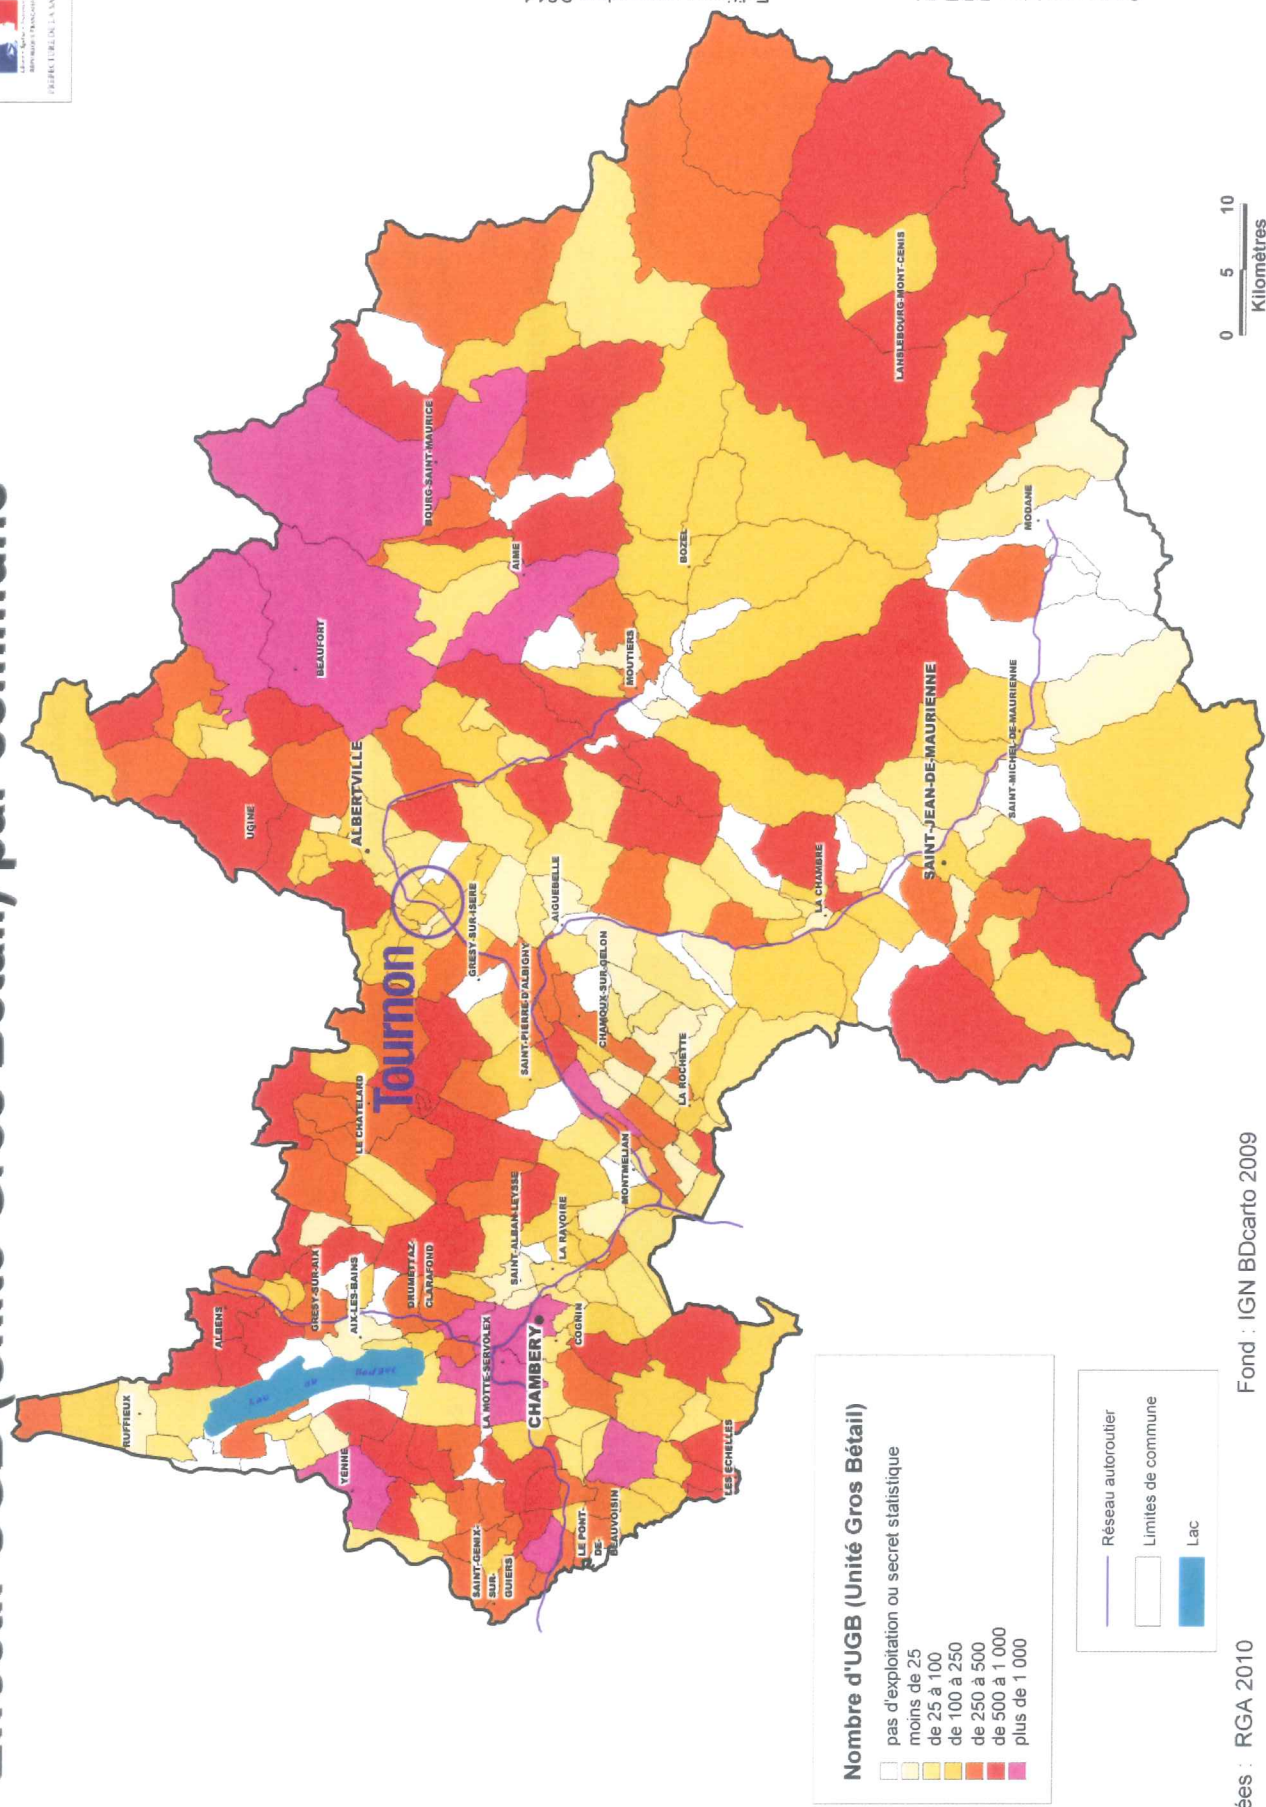 par commune
RUFFIEUX
ALBENS
GRESY-SUR-AIX
AIX-LES-BAINS
DRUMETTAZ-
CLARAFOND
YENNE
LA MOTTE-SERVOLEX
CHAMBERY
COGNIN
SAINT-ALBAN-LEYSSE
LA RAVOIRE
MONTMELIAN
SAINT-GENIX-
SUR-
GUIERS
LE PONT-
DE-
BEAUVOISIN
LES ECHELLES
LE CHATELARD
Tournon
UGINE
ALBERTVILLE
BEAUFORT
GRESY-SUR-ISERE
SAINT-PIERRE-D'ALBIGNY
AIGUEBELLE
CHAMOUX-SUR-GELON
LA ROCHETTE
BOURG-SAINT-MAURICE
AIME
MOUTIERS
BOZEL
LA CHAMBRE
SAINT-JEAN-DE-MAURIENNE
SAINT-MICHEL-DE-MAURIENNE
MODANE
LANSLEBOURG-MONT-CENIS
Nombre d'UGB (Unité Gros Bétail)
pas d'exploitation ou secret statistique
moins de 25
de 25 à 100
de 100 à 250
de 250 à 500
de 500 à 1 000
plus de 1 000
Réseau autoroutier
Limites de commune
Lac
0 5 10
Kilomètres
RGA 2010
Fond : IGN BDcarto 2009